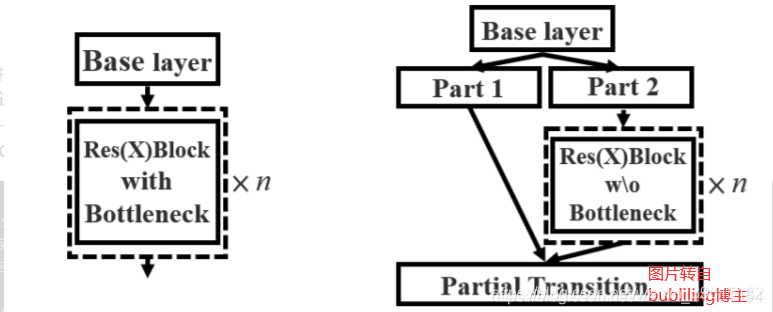 Base layer
Res(X)Block
with
Bottleneck
× n
Base layer
Part 1
Part 2
Res(X)Block
w\o
Bottleneck
× n
Partial Transition
图片转自
bubliiing博主